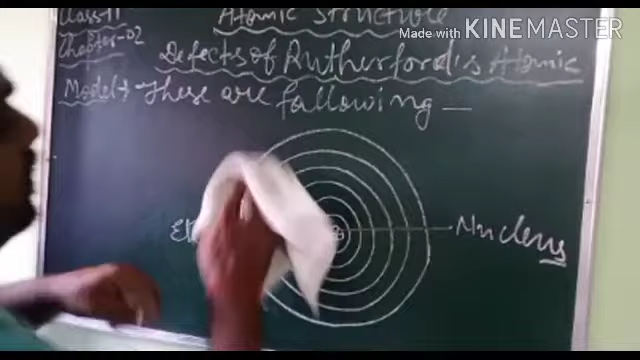 Class-11 Atomic Structure
Chapter-02
Defects of Rutherford's Atomic
Model:- These are following —
Nucleus
Made with KINEMASTER